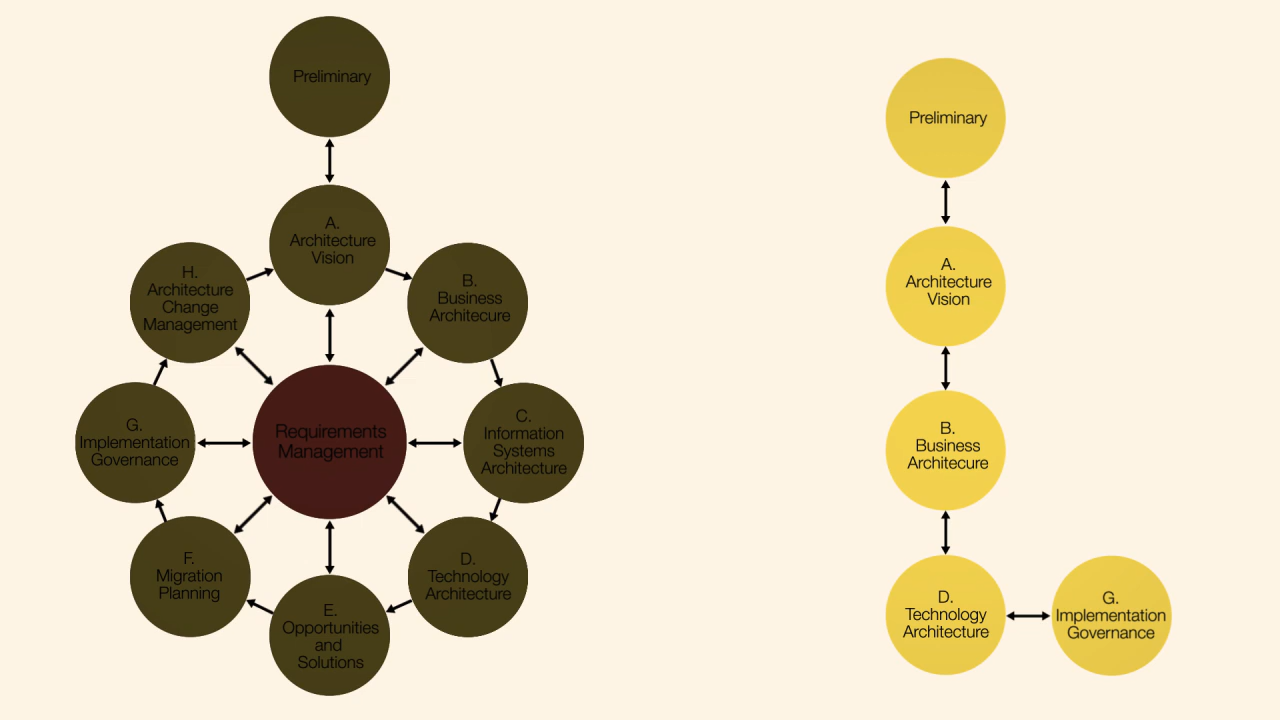 Preliminary
A.
Architecture
Vision
B.
Business
Architecure
C.
Information
Systems
Architecture
D.
Technology
Architecture
E.
Opportunities
and
Solutions
F.
Migration
Planning
G.
Implementation
Governance
H.
Architecture
Change
Management
Requirements
Management
Preliminary
A.
Architecture
Vision
B.
Business
Architecure
D.
Technology
Architecture
G.
Implementation
Governance